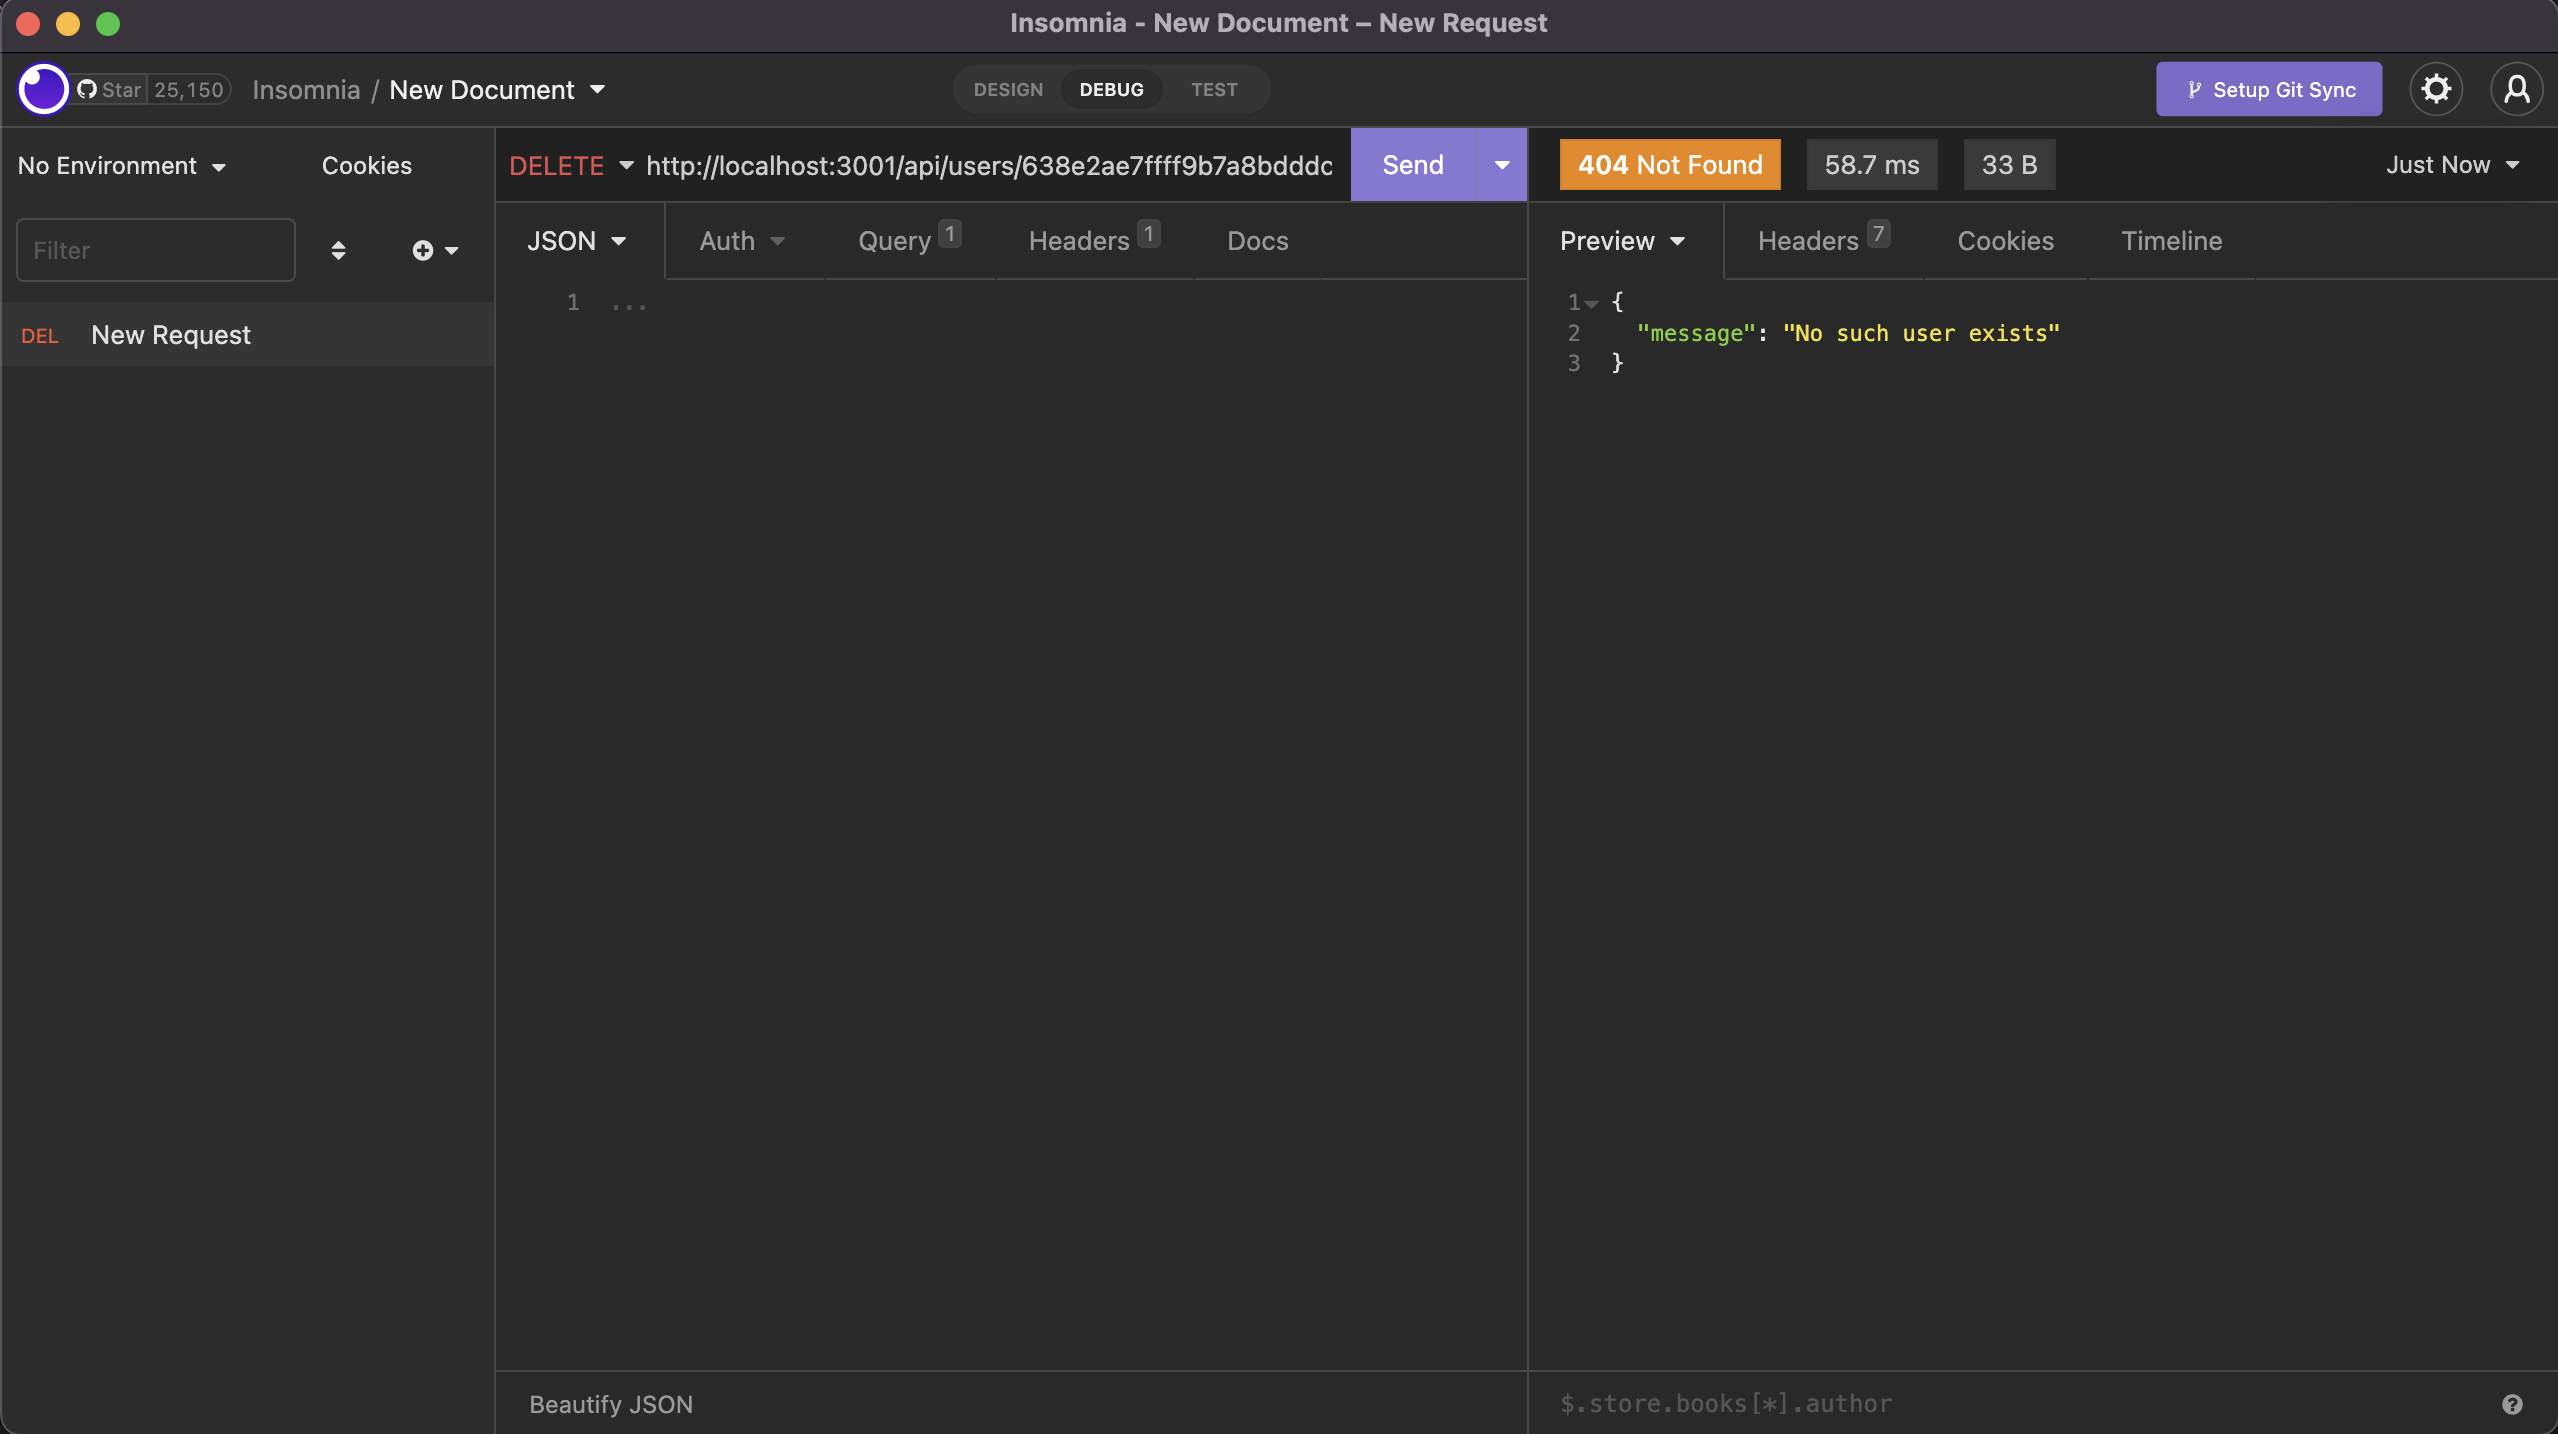 Insomnia - New Document – New Request
Star 25,150 Insomnia / New Document
DESIGN DEBUG TEST
Setup Git Sync
No Environment Cookies
Filter
DEL New Request
DELETE http://localhost:3001/api/users/638e2ae7ffff9b7a8bdddc Send
JSON Auth Query 1 Headers 1 Docs
1 ...
Beautify JSON
404 Not Found 58.7 ms 33 B Just Now
Preview Headers 7 Cookies Timeline
1 {
2 "message": "No such user exists"
3 }
$.store.books[*].author